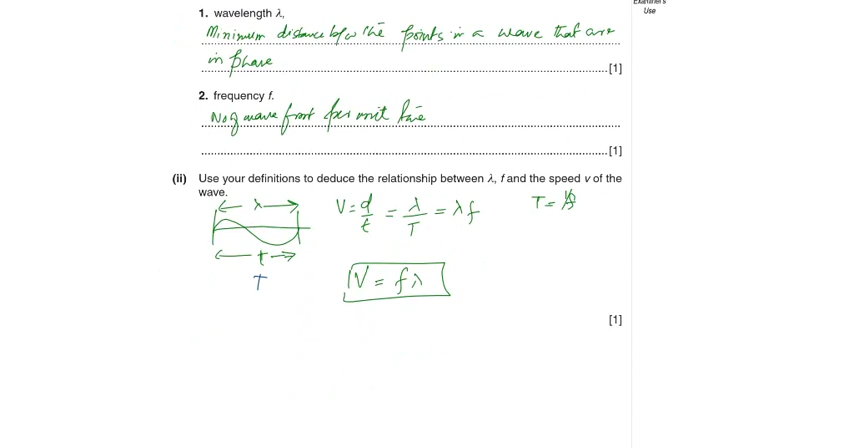 Examiner's
Use
1. wavelength λ,
Minimum distance b/w the points in a wave that are
in phase
[1]
2. frequency f.
No of wave front per unit time
[1]
(ii) Use your definitions to deduce the relationship between λ, f and the speed v of the
wave.
λ
V = d/t = λ/T = λf
t
T
V = fλ
[1]